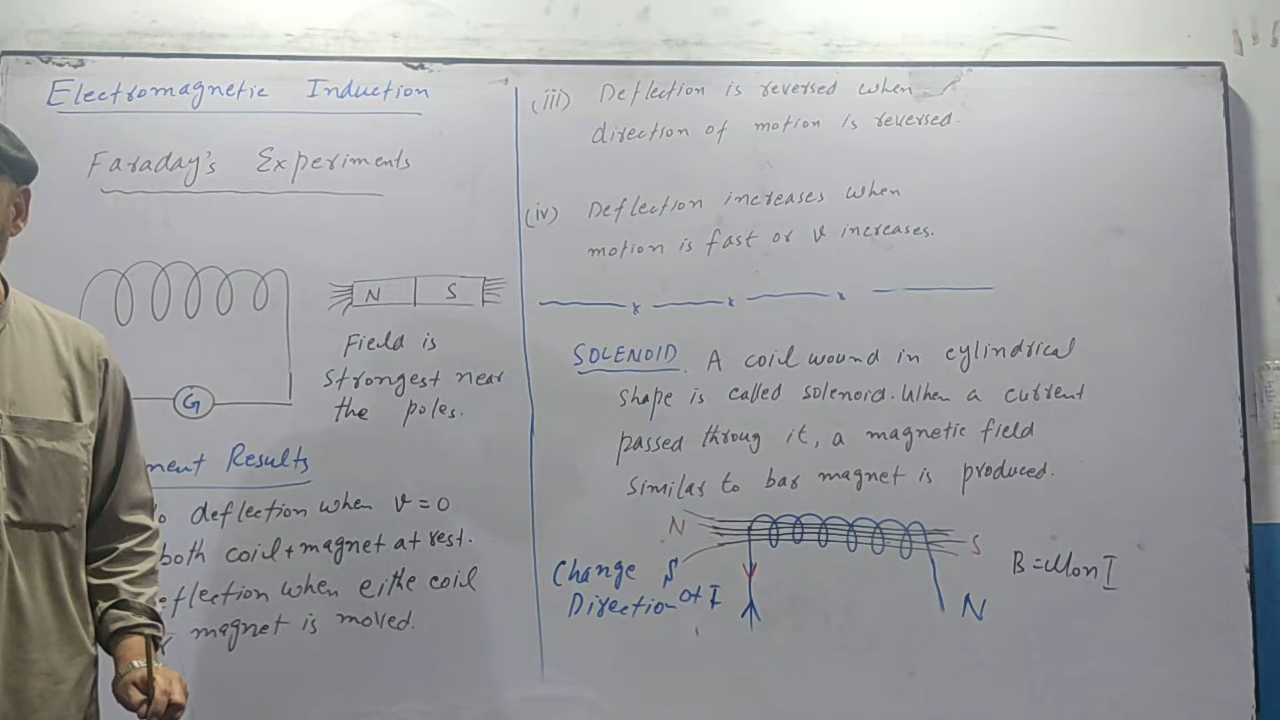 Electromagnetic Induction
Faraday's Experiments
N S
Field is
strongest near
the poles.
G
ment Results
o deflection when v = 0
both coil + magnet at rest.
eflection when eithe coil
r magnet is moved.
(iii) Deflection is reversed when
direction of motion is reversed.
(iv) Deflection increases when
motion is fast or v increases.
SOLENOID. A coil wound in cylindrical
shape is called solenoid. When a current
passed throug it, a magnetic field
similar to bar magnet is produced.
N S
Change S
Direction of I
N
B = μonI